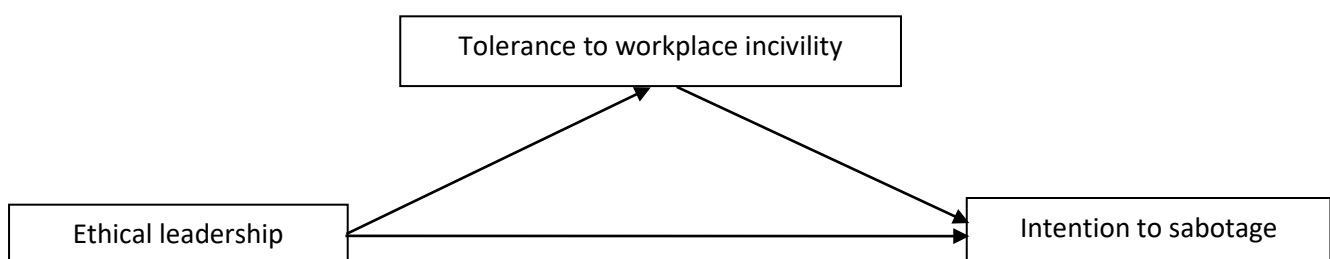 Tolerance to workplace incivility
Ethical leadership
Intention to sabotage